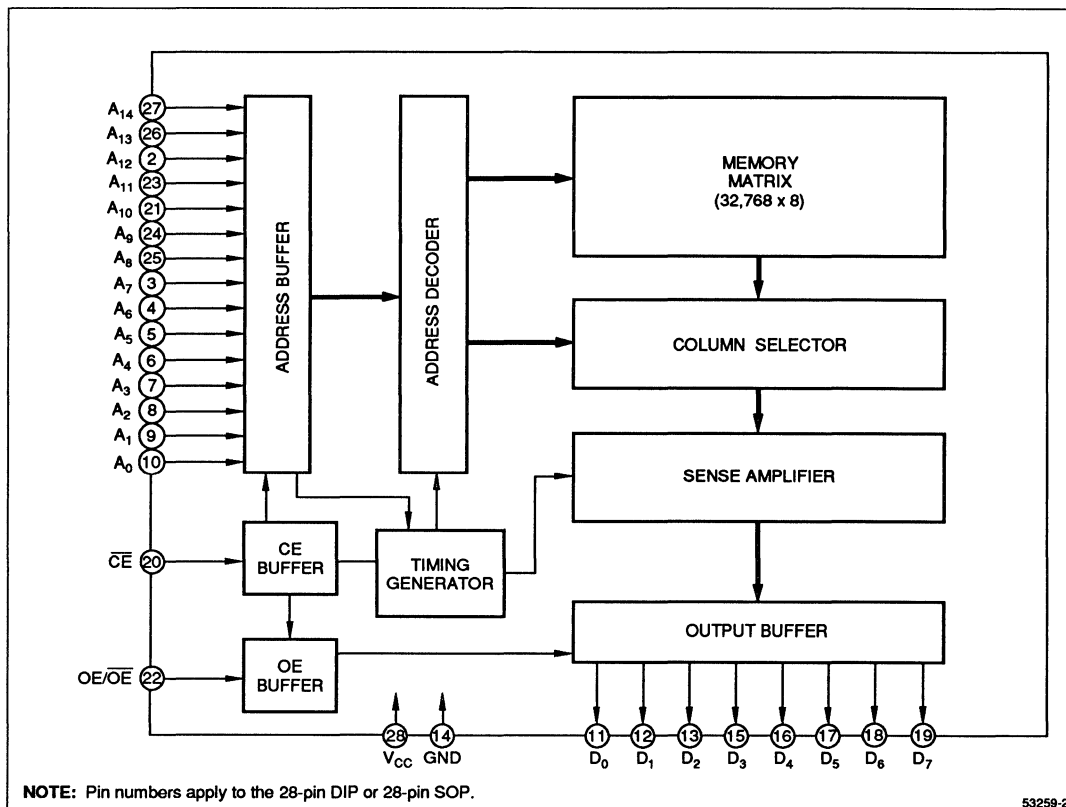 A14 27
A13 26
A12 2
A11 23
A10 21
A9 24
A8 25
A7 3
A6 4
A5 5
A4 6
A3 7
A2 8
A1 9
A0 10
ADDRESS BUFFER
ADDRESS DECODER
MEMORY
MATRIX
(32,768 x 8)
COLUMN SELECTOR
SENSE AMPLIFIER
C̅E̅ 20
CE
BUFFER
TIMING
GENERATOR
OUTPUT BUFFER
OE/O̅E̅ 22
OE
BUFFER
28 14 11 12 13 15 16 17 18 19
VCC GND D0 D1 D2 D3 D4 D5 D6 D7
NOTE: Pin numbers apply to the 28-pin DIP or 28-pin SOP.
53259-2